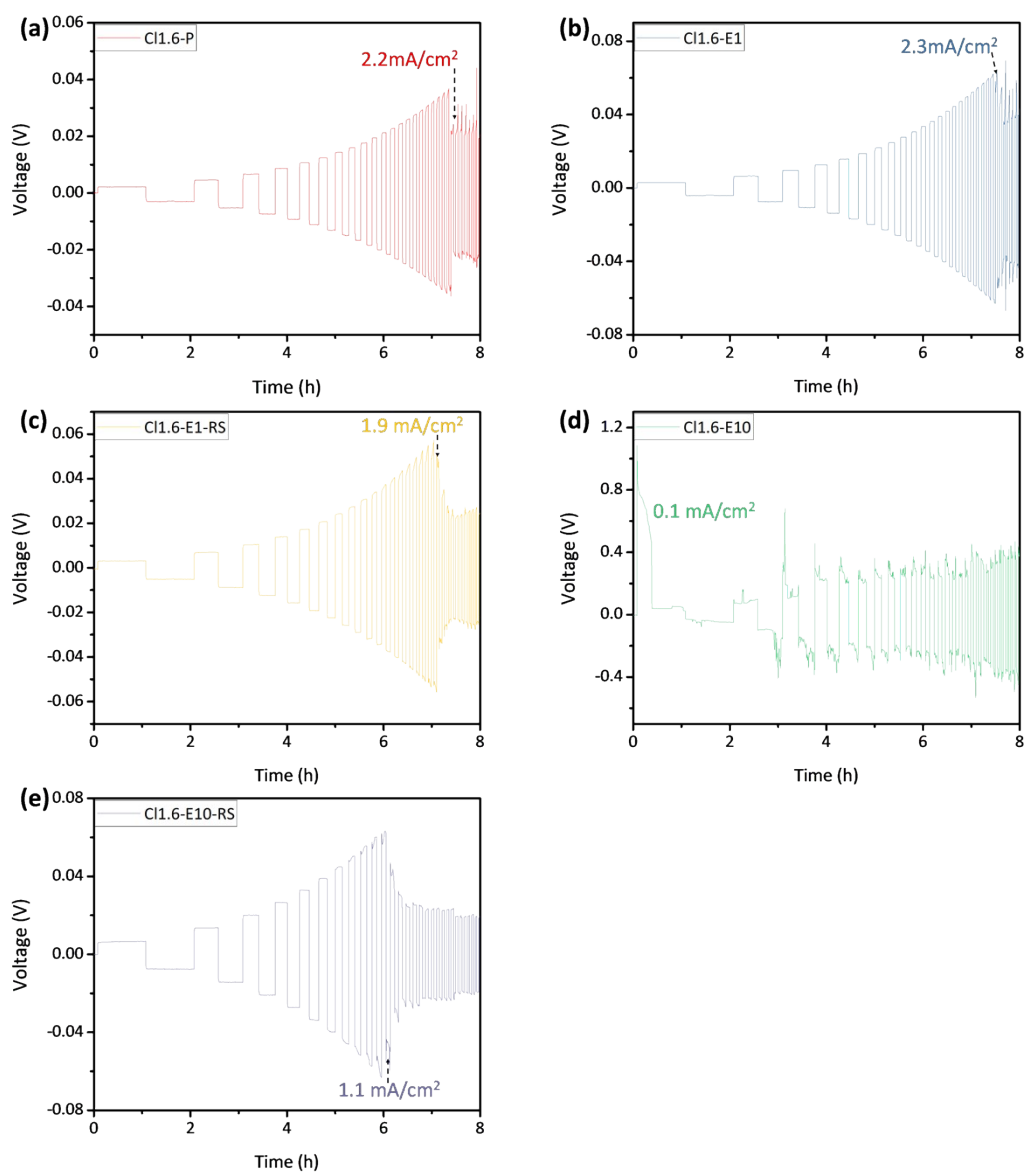 (a)
Cl1.6-P
2.2mA/cm²
0.06
0.04
0.02
0.00
-0.02
-0.04
Voltage (V)
0 2 4 6 8
Time (h)
(b)
Cl1.6-E1
2.3mA/cm²
0.08
0.04
0.00
-0.04
-0.08
Voltage (V)
0 2 4 6 8
Time (h)
(c)
Cl1.6-E1-RS
1.9 mA/cm²
0.06
0.04
0.02
0.00
-0.02
-0.04
-0.06
Voltage (V)
0 2 4 6 8
Time (h)
(d)
Cl1.6-E10
0.1 mA/cm²
1.2
0.8
0.4
0.0
-0.4
Voltage (V)
0 2 4 6 8
Time (h)
(e)
Cl1.6-E10-RS
0.08
0.04
0.00
-0.04
-0.08
Voltage (V)
1.1 mA/cm²
0 2 4 6 8
Time (h)